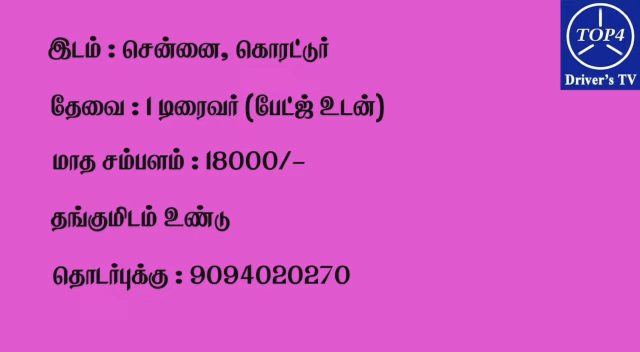 இடம் : சென்னை, கொரட்டுர்
தேவை : 1 டிரைவர் (பேட்ஜ் உடன்)
மாத சம்பளம் : 18000/-
தங்குமிடம் உண்டு
தொடர்புக்கு : 9094020270
TOP4
Driver's TV